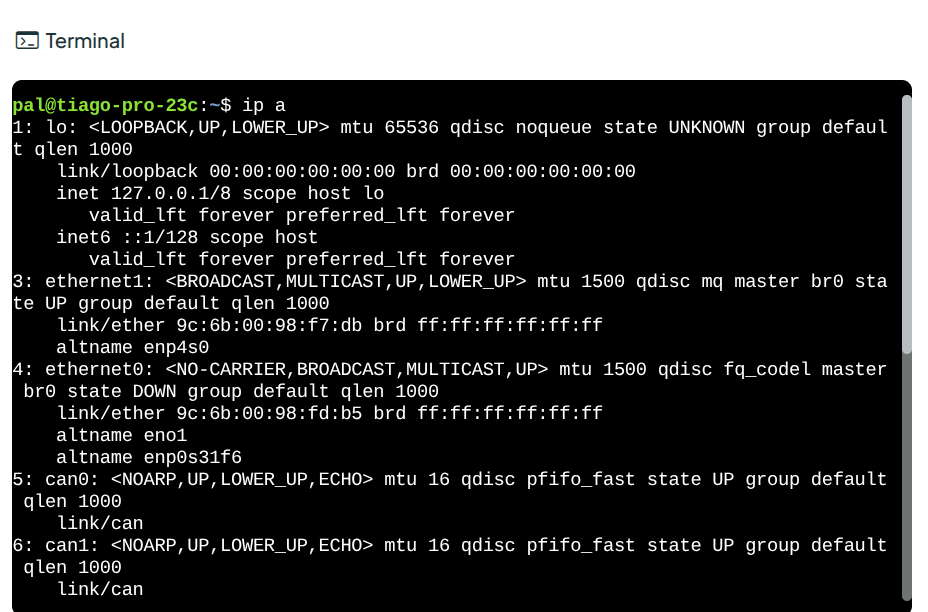 Terminal
pal@tiago-pro-23c:~$ ip a
1: lo: <LOOPBACK,UP,LOWER_UP> mtu 65536 qdisc noqueue state UNKNOWN group defaul
t qlen 1000
    link/loopback 00:00:00:00:00:00 brd 00:00:00:00:00:00
    inet 127.0.0.1/8 scope host lo
       valid_lft forever preferred_lft forever
    inet6 ::1/128 scope host
       valid_lft forever preferred_lft forever
3: ethernet1: <BROADCAST,MULTICAST,UP,LOWER_UP> mtu 1500 qdisc mq master br0 sta
te UP group default qlen 1000
    link/ether 9c:6b:00:98:f7:db brd ff:ff:ff:ff:ff:ff
    altname enp4s0
4: ethernet0: <NO-CARRIER,BROADCAST,MULTICAST,UP> mtu 1500 qdisc fq_codel master
 br0 state DOWN group default qlen 1000
    link/ether 9c:6b:00:98:fd:b5 brd ff:ff:ff:ff:ff:ff
    altname eno1
    altname enp0s31f6
5: can0: <NOARP,UP,LOWER_UP,ECHO> mtu 16 qdisc pfifo_fast state UP group default
 qlen 1000
    link/can
6: can1: <NOARP,UP,LOWER_UP,ECHO> mtu 16 qdisc pfifo_fast state UP group default
 qlen 1000
    link/can